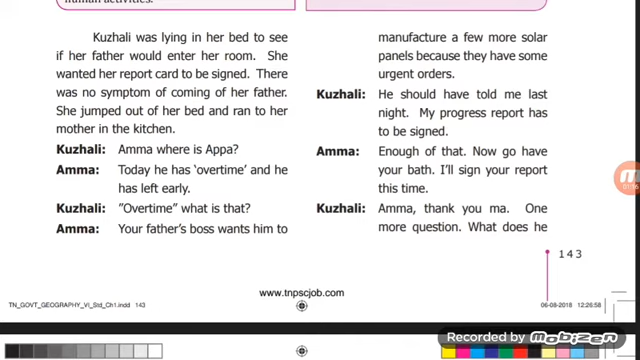 human activities.
Kuzhali was lying in her bed to see
if her father would enter her room. She
wanted her report card to be signed. There
was no symptom of coming of her father.
She jumped out of her bed and ran to her
mother in the kitchen.
Kuzhali: Amma where is Appa?
Amma: Today he has ‘overtime’ and he
has left early.
Kuzhali: ”Overtime” what is that?
Amma: Your father’s boss wants him to
manufacture a few more solar
panels because they have some
urgent orders.
Kuzhali: He should have told me last
night. My progress report has
to be signed.
Amma: Enough of that. Now go have
your bath. I’ll sign your report
this time.
Kuzhali: Amma, thank you ma. One
more question. What does he
143
www.tnpscjob.com
TN_GOVT_GEOGRAPHY_VI_Std_Ch1.indd 143
06-08-2018 12:26:58
Recorded by mobizen